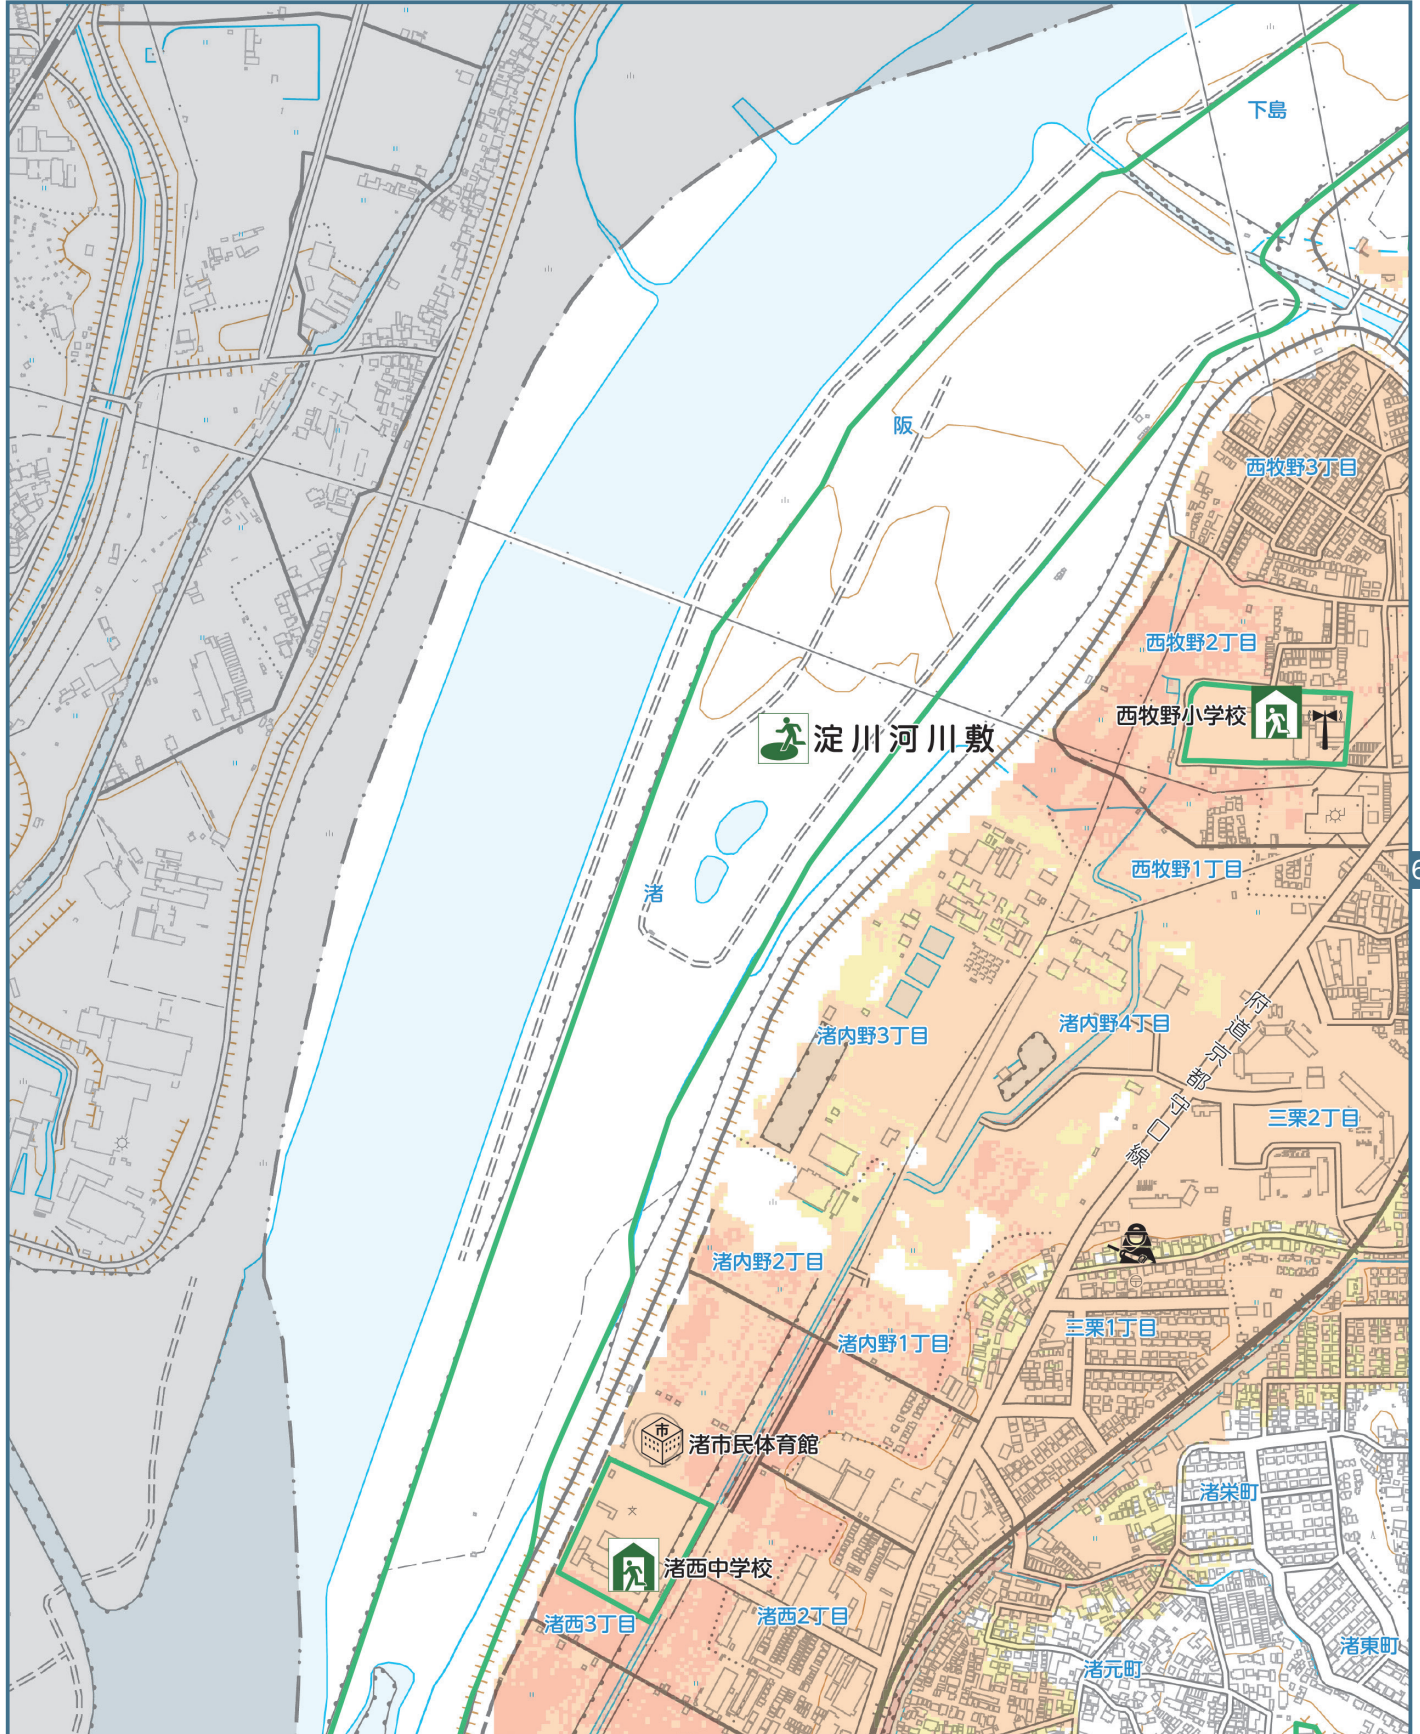 下島
阪
西牧野3丁目
西牧野2丁目
西牧野小学校
淀川河川敷
西牧野1丁目
6
渚
渚内野3丁目
渚内野4丁目
府道京都守口線
三栗2丁目
渚内野2丁目
渚内野1丁目
三栗1丁目
市
渚市民体育館
渚栄町
文
渚西中学校
渚西3丁目
渚西2丁目
渚東町
渚元町